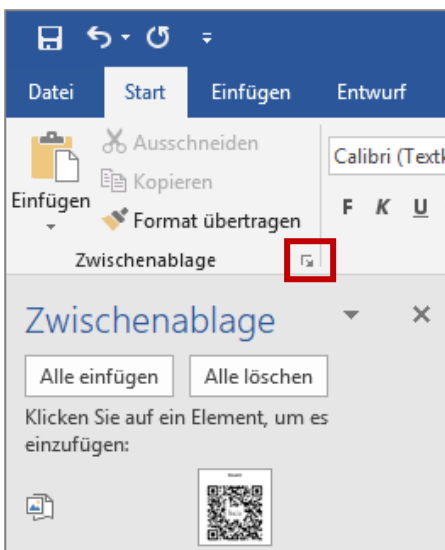 Datei Start Einfügen Entwurf
Ausschneiden
Calibri (Textk
Kopieren
Einfügen
F K U
Format übertragen
Zwischenablage
Zwischenablage
Alle einfügen Alle löschen
Klicken Sie auf ein Element, um es
einzufügen: